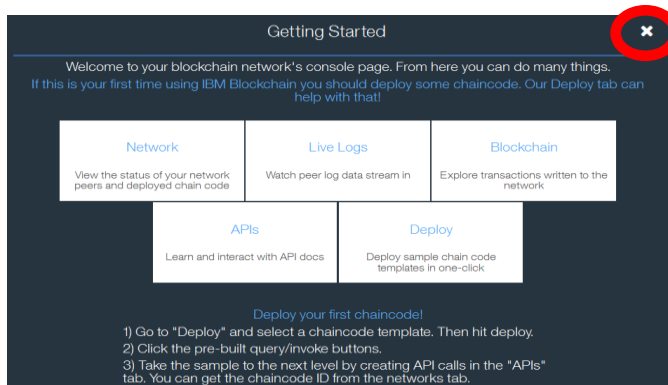 Getting Started
Welcome to your blockchain network's console page. From here you can do many things.
If this is your first time using IBM Blockchain you should deploy some chaincode. Our Deploy tab can
help with that!
Network
View the status of your network
peers and deployed chain code
Live Logs
Watch peer log data stream in
Blockchain
Explore transactions written to the
network
APIs
Learn and interact with API docs
Deploy
Deploy sample chain code
templates in one-click
Deploy your first chaincode!
1) Go to "Deploy" and select a chaincode template. Then hit deploy.
2) Click the pre-built query/invoke buttons.
3) Take the sample to the next level by creating API calls in the "APIs"
tab. You can get the chaincode ID from the networks tab.